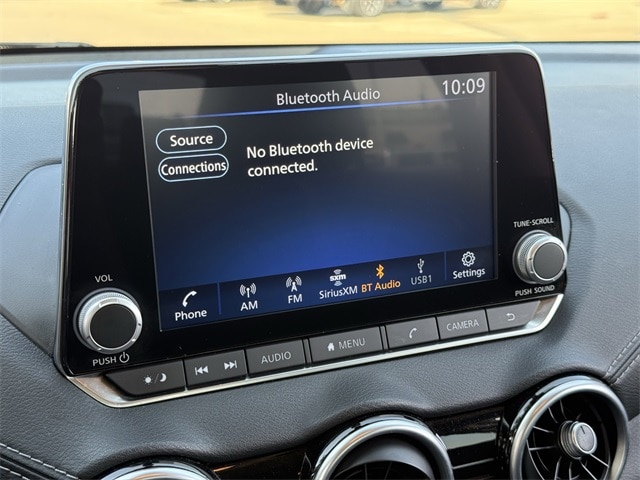 Bluetooth Audio
10:09
Source
Connections
No Bluetooth device
connected.
Phone
AM
FM
sxm
SiriusXM
BT Audio
USB1
Settings
VOL
PUSH
TUNE-SCROLL
PUSH SOUND
AUDIO
MENU
CAMERA